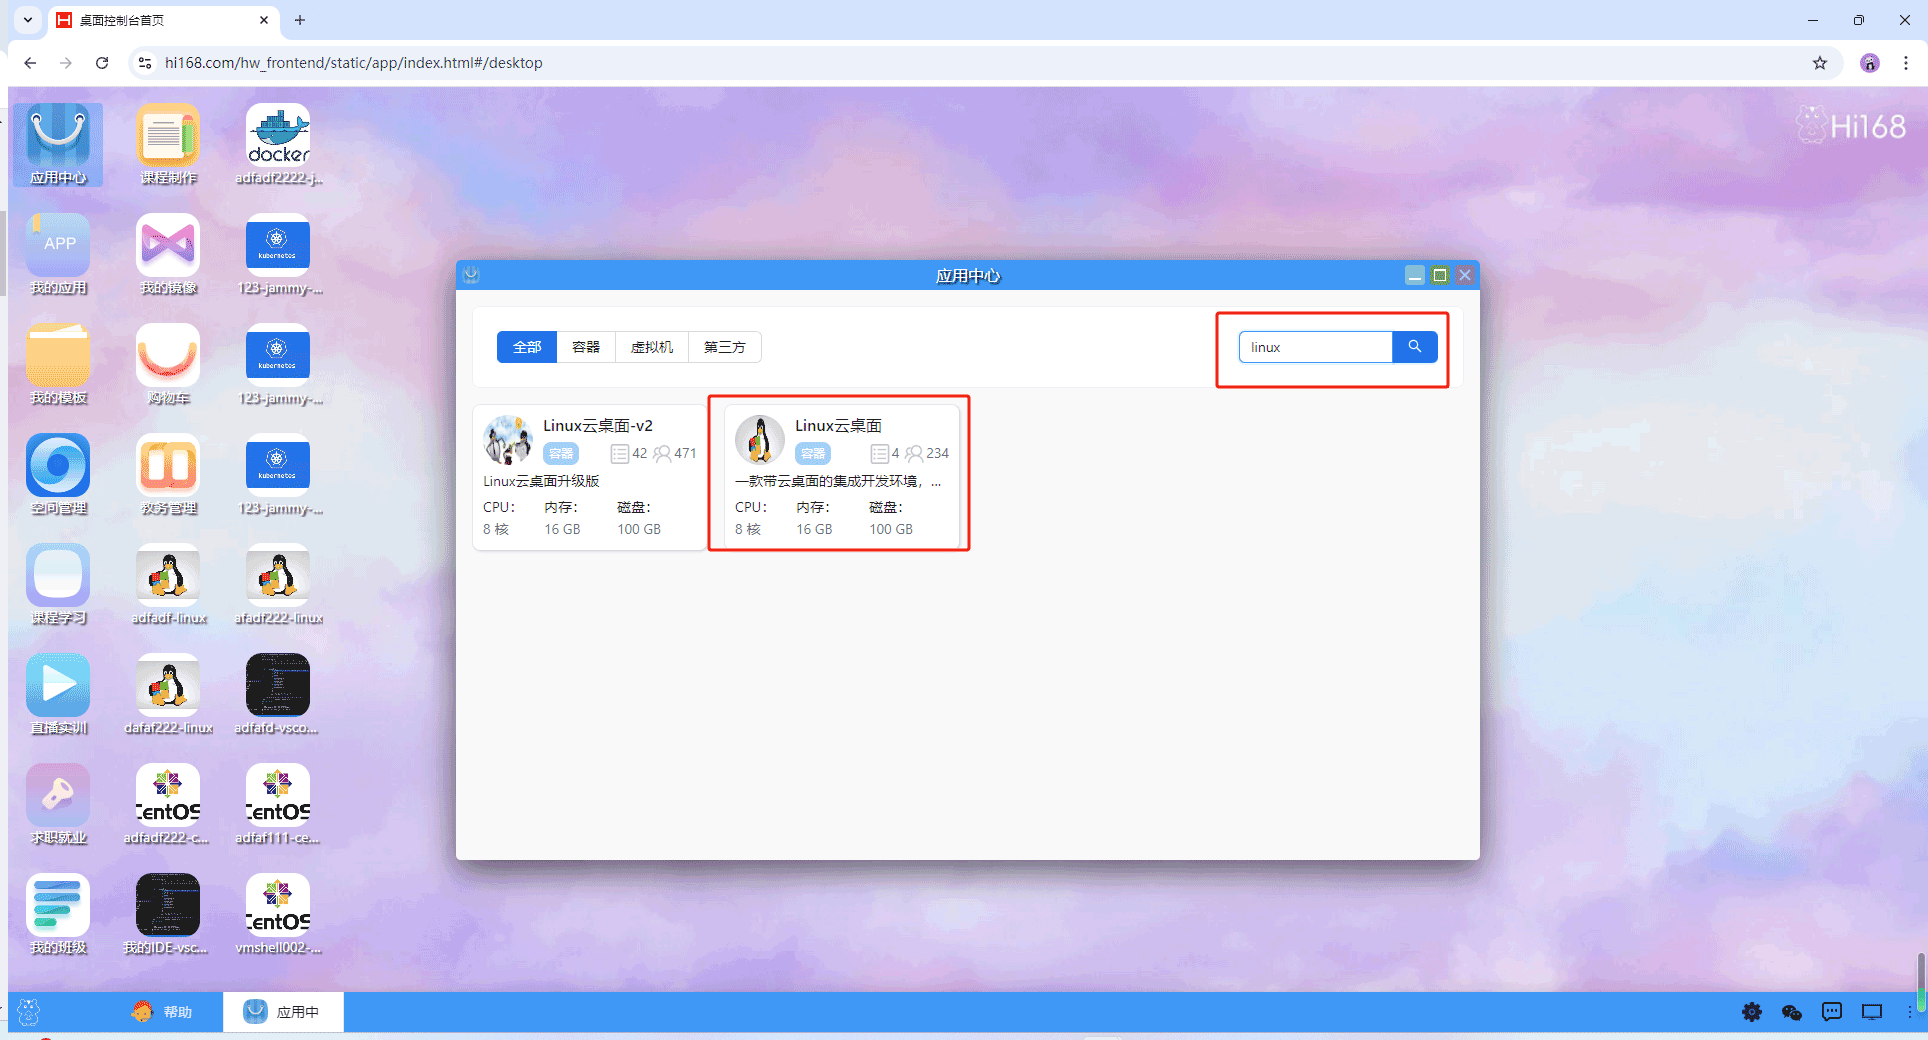 桌面控制台首页
hi168.com/hw_frontend/static/app/index.html#/desktop
Hi168
应用中心
课程制作
docker
adfadf2222-j...
APP
我的应用
我的镜像
kubernetes
123-jammy-...
我的模板
购物车
kubernetes
123-jammy-...
空间管理
教务管理
kubernetes
123-jammy-...
课程学习
adfadf-linux
afadf222-linux
直播实训
dafaf222-linux
adfafd-vsco...
求职就业
CentOS
adfadf222-c...
CentOS
adfaf111-ce...
我的班级
我的IDE-vsc...
CentOS
vmshell002-...
应用中心
全部 容器 虚拟机 第三方
linux
Linux云桌面-v2
容器 42 471
Linux云桌面升级版
CPU： 内存： 磁盘：
8 核 16 GB 100 GB
Linux云桌面
容器 4 234
一款带云桌面的集成开发环境，...
CPU： 内存： 磁盘：
8 核 16 GB 100 GB
帮助
应用中